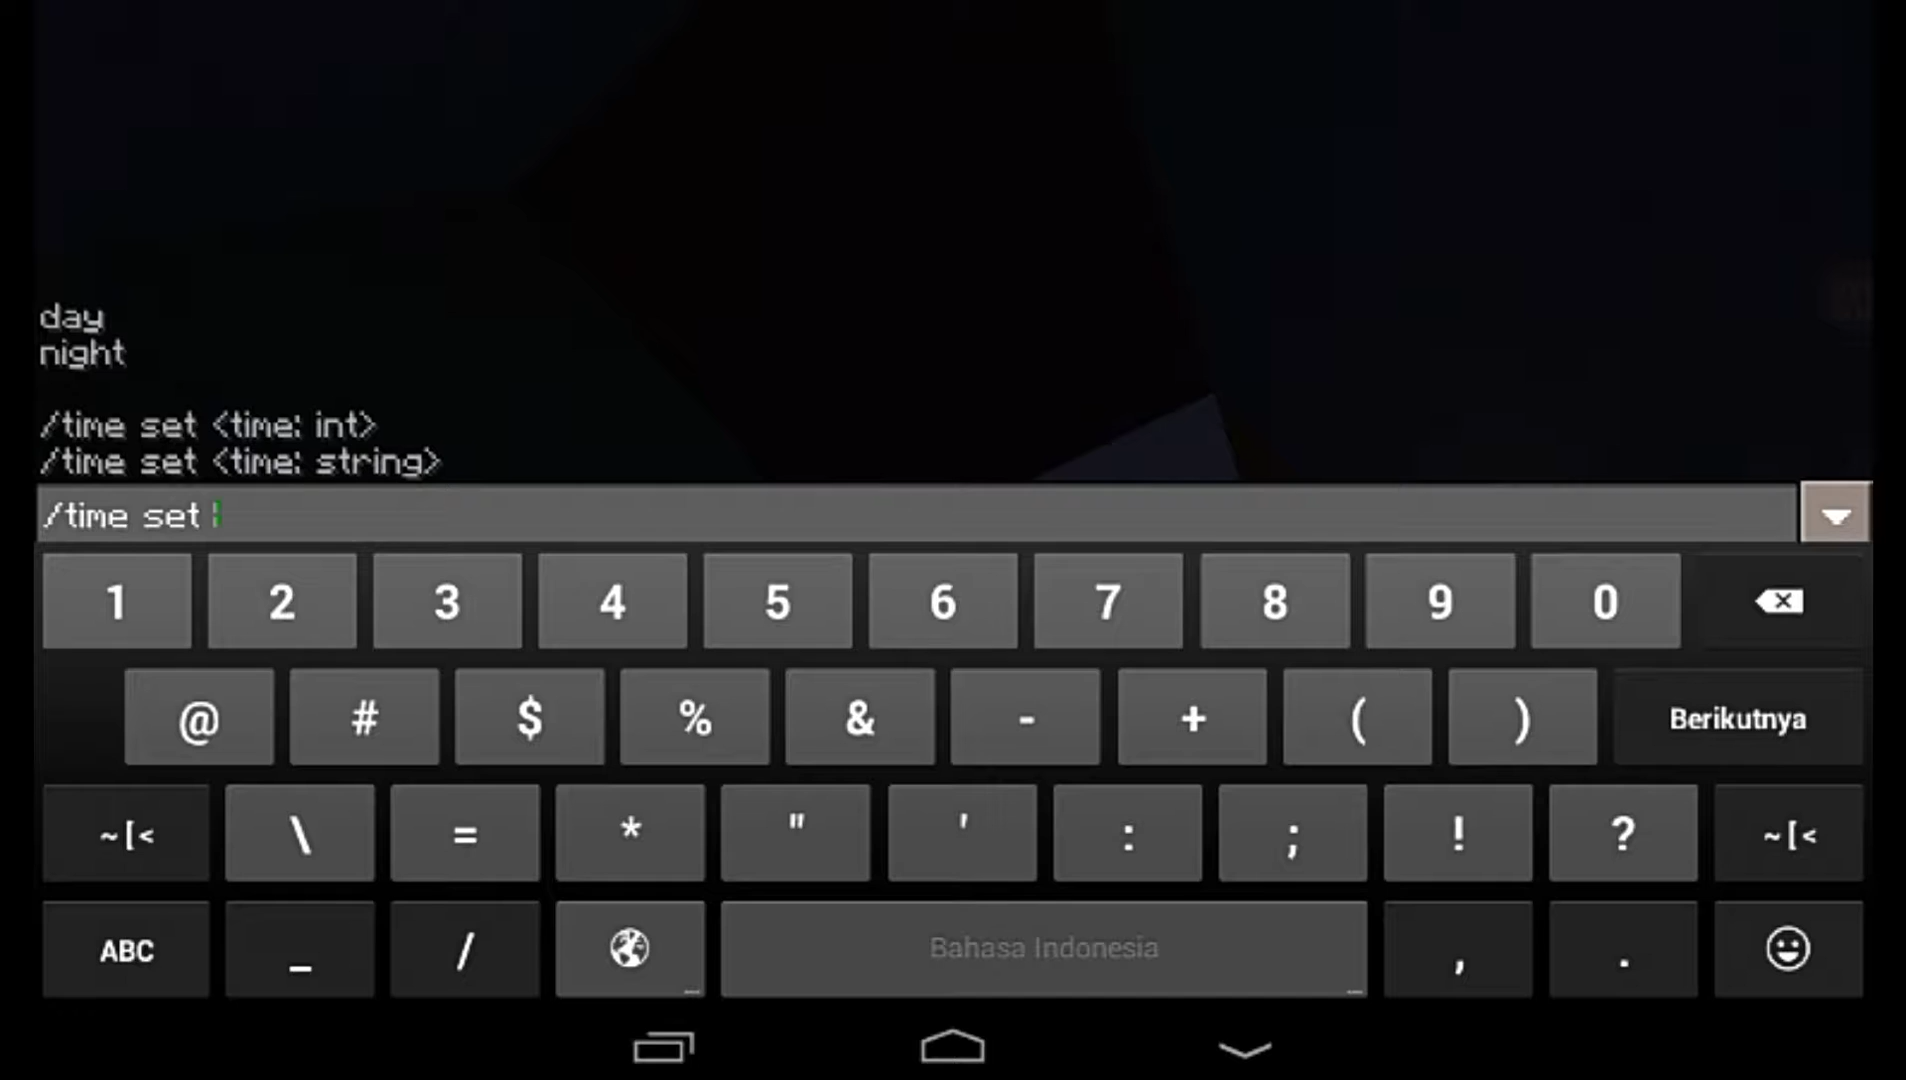 day
night
/time set <time: int>
/time set <time: string>
/time set
1 2 3 4 5 6 7 8 9 0
@ # $ % & - + ( ) Berikutnya
~[< \ = * " ' : ; ! ? ~[<
ABC _ / Bahasa Indonesia , .